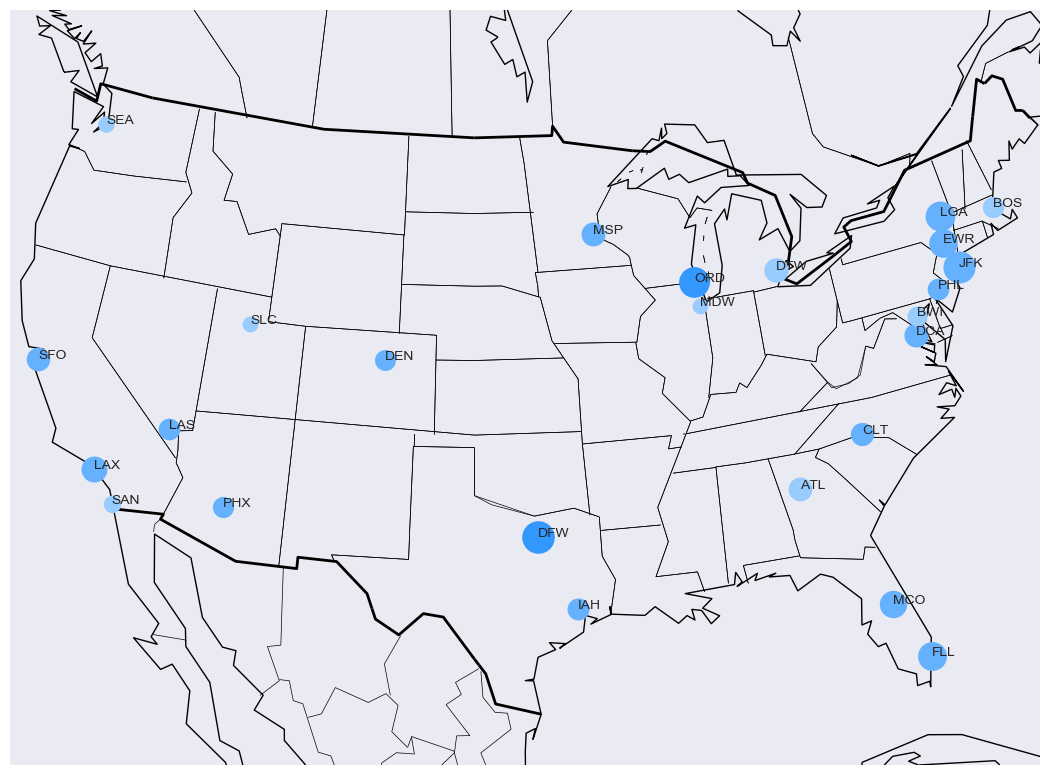 SEA
BOS
LGA
MSP
EWR
JFK
DTW
ORD
PHL
MDW
BWI
SLC
DCA
SFO
DEN
LAS
CLT
LAX
ATL
SAN
PHX
DFW
MCO
IAH
FLL